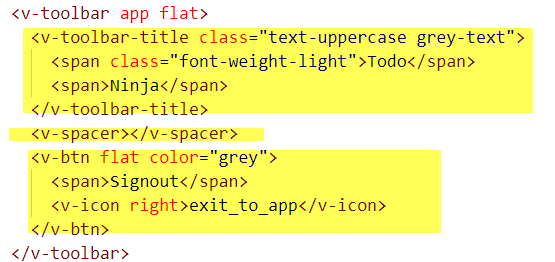 <v-toolbar app flat>
<v-toolbar-title class="text-uppercase grey-text">
<span class="font-weight-light">Todo</span>
<span>Ninja</span>
</v-toolbar-title>
<v-spacer></v-spacer>
<v-btn flat color="grey">
<span>Signout</span>
<v-icon right>exit_to_app</v-icon>
</v-btn>
</v-toolbar>